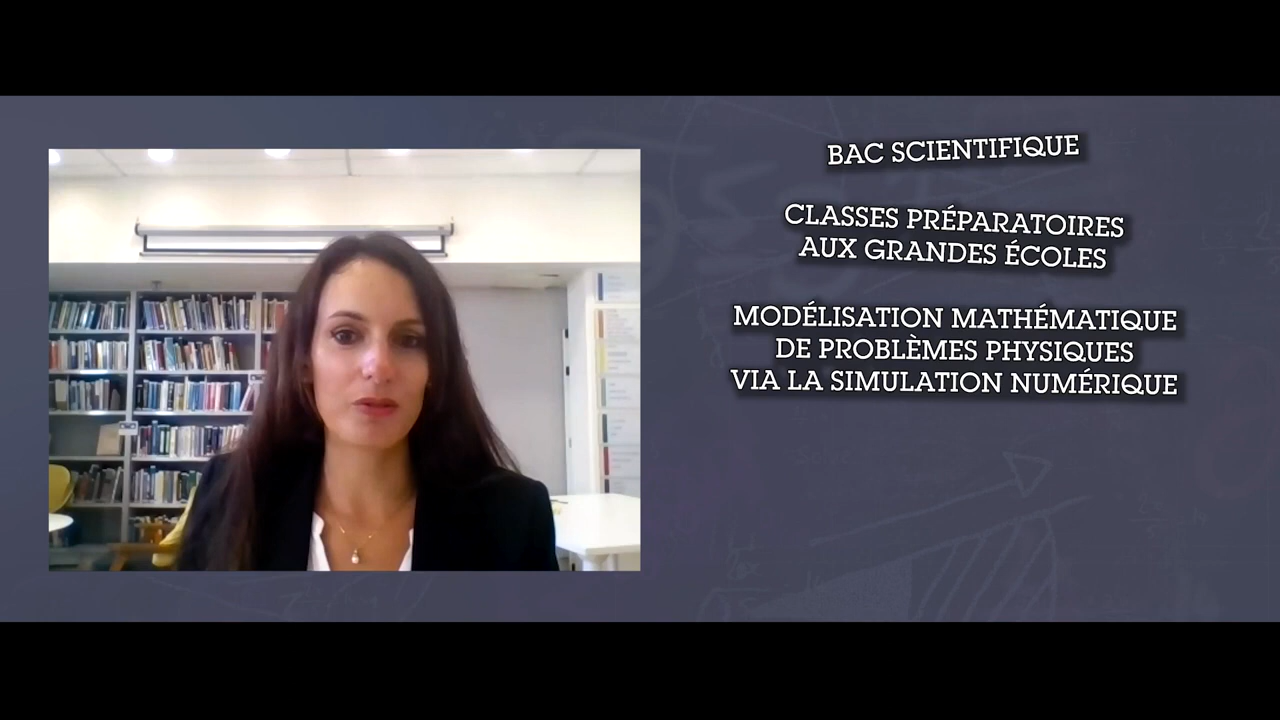 BAC SCIENTIFIQUE
CLASSES PRÉPARATOIRES
AUX GRANDES ÉCOLES
MODÉLISATION MATHÉMATIQUE
DE PROBLÈMES PHYSIQUES
VIA LA SIMULATION NUMÉRIQUE